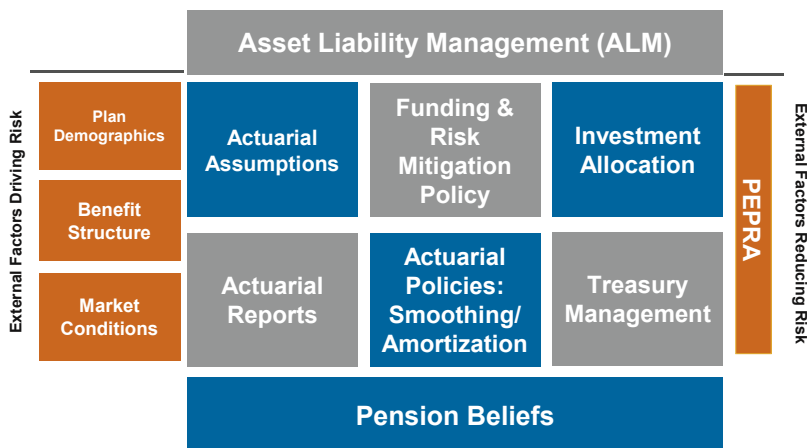 Asset Liability Management (ALM)
External Factors Driving Risk
Plan
Demographics
Benefit
Structure
Market
Conditions
Actuarial
Assumptions
Funding &
Risk
Mitigation
Policy
Investment
Allocation
Actuarial
Reports
Actuarial
Policies:
Smoothing/
Amortization
Treasury
Management
PEPRA
External Factors Reducing Risk
Pension Beliefs